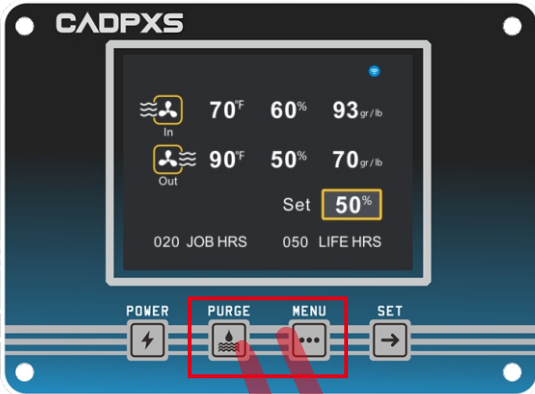 CADPXS
In 70°F 60% 93gr/lb
Out 90°F 50% 70gr/lb
Set 50%
020 JOB HRS 050 LIFE HRS
POWER PURGE MENU SET